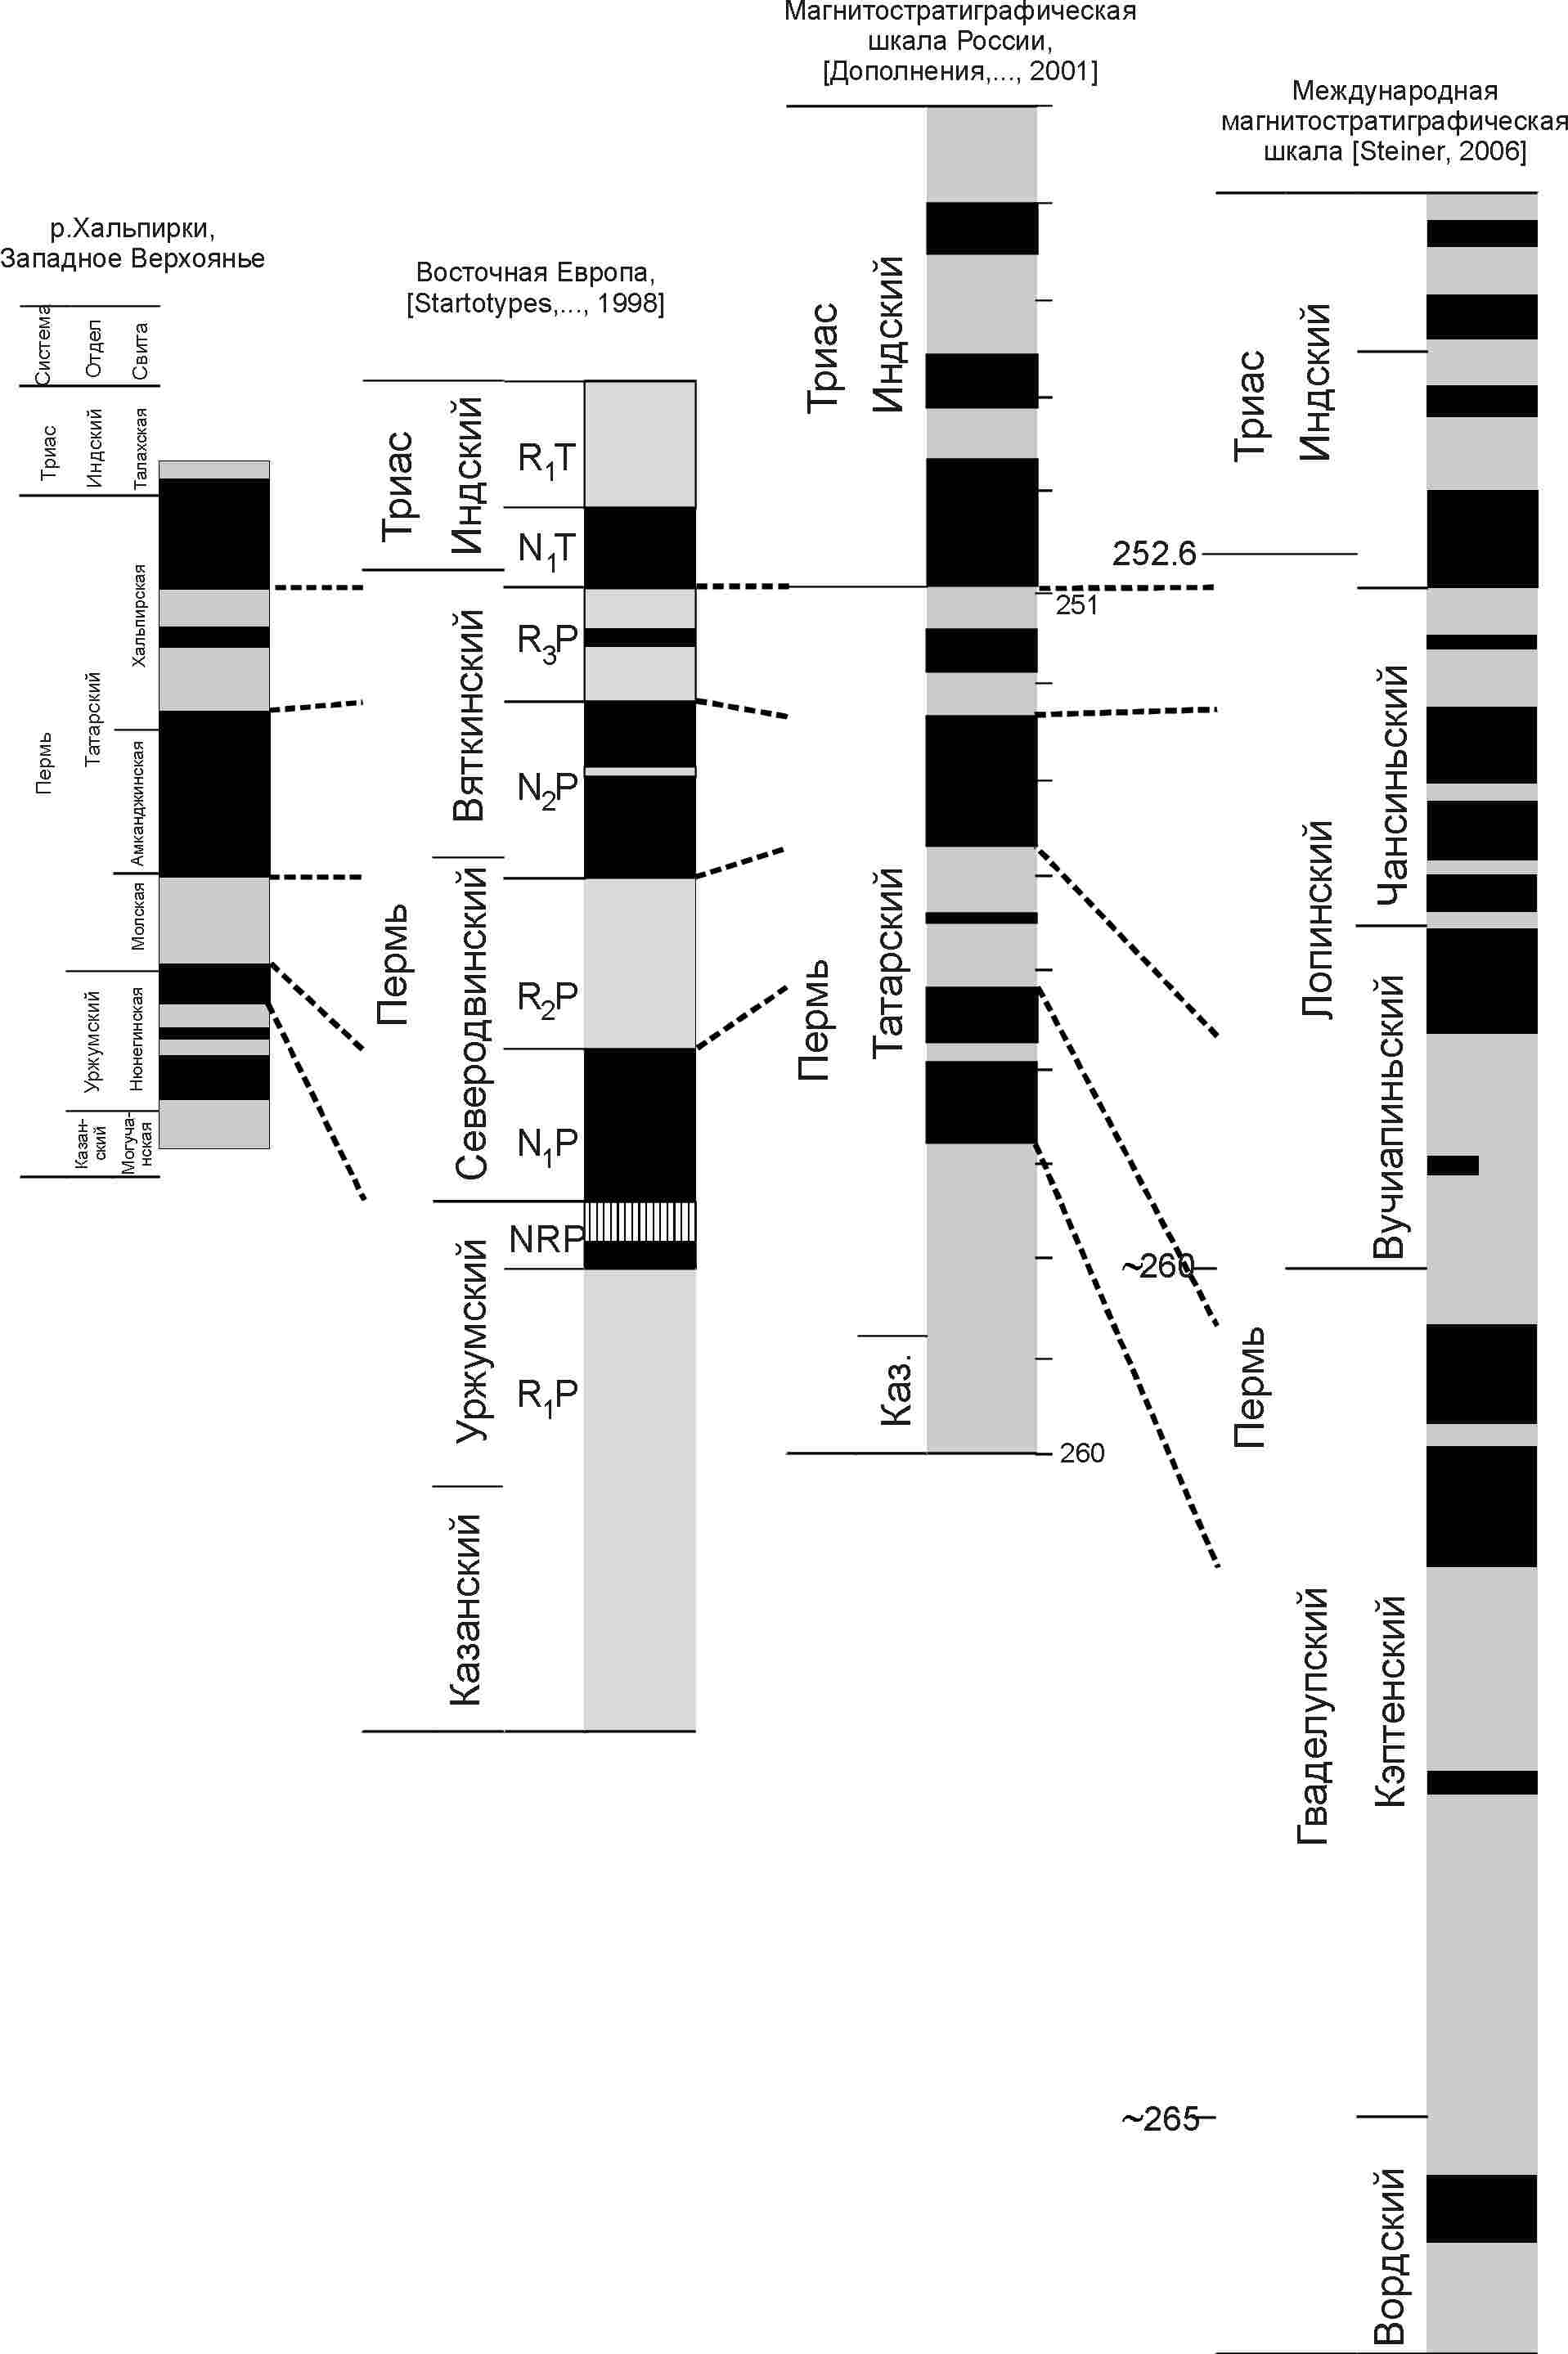 Магнитостратиграфическая
шкала России,
[Дополнения,..., 2001]
Международная
магнитостратиграфическая
шкала [Steiner, 2006]
р.Хальпирки,
Западное Верхоянье
Восточная Европа,
[Startotypes,..., 1998]
Система
Отдел
Свита
Триас
Индский
Талахская
Пермь
Татарский
Хальпирская
Амканджинская
Молская
Уржумский
Нюнегинская
Казан-
ский
Могуча-
нская
Триас
Индский
R1T
N1T
Пермь
Вяткинский
R3P
N2P
Северодвинский
R2P
N1P
Уржумский
NRP
R1P
Казанский
Триас
Индский
251
Пермь
Татарский
Каз.
260
Триас
Индский
252.6
Пермь
Лопинский
Чансиньский
Вучиапиньский
~260
Гваделупский
Кэптенский
~265
Вордский